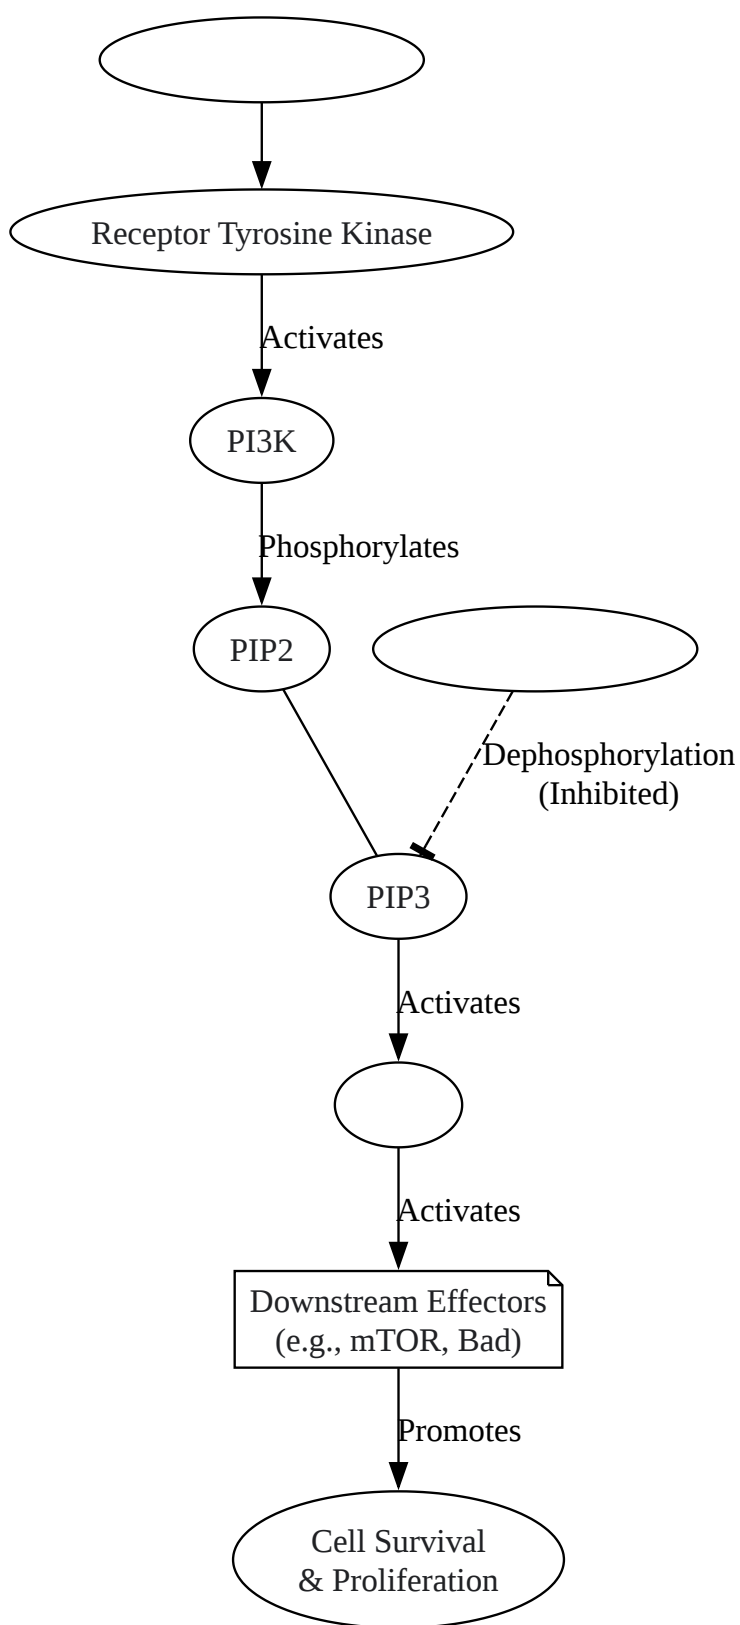 Receptor Tyrosine Kinase
Activates
PI3K
Phosphorylates
PIP2
Dephosphorylation
(Inhibited)
PIP3
Activates
Activates
Downstream Effectors
(e.g., mTOR, Bad)
Promotes
Cell Survival
& Proliferation